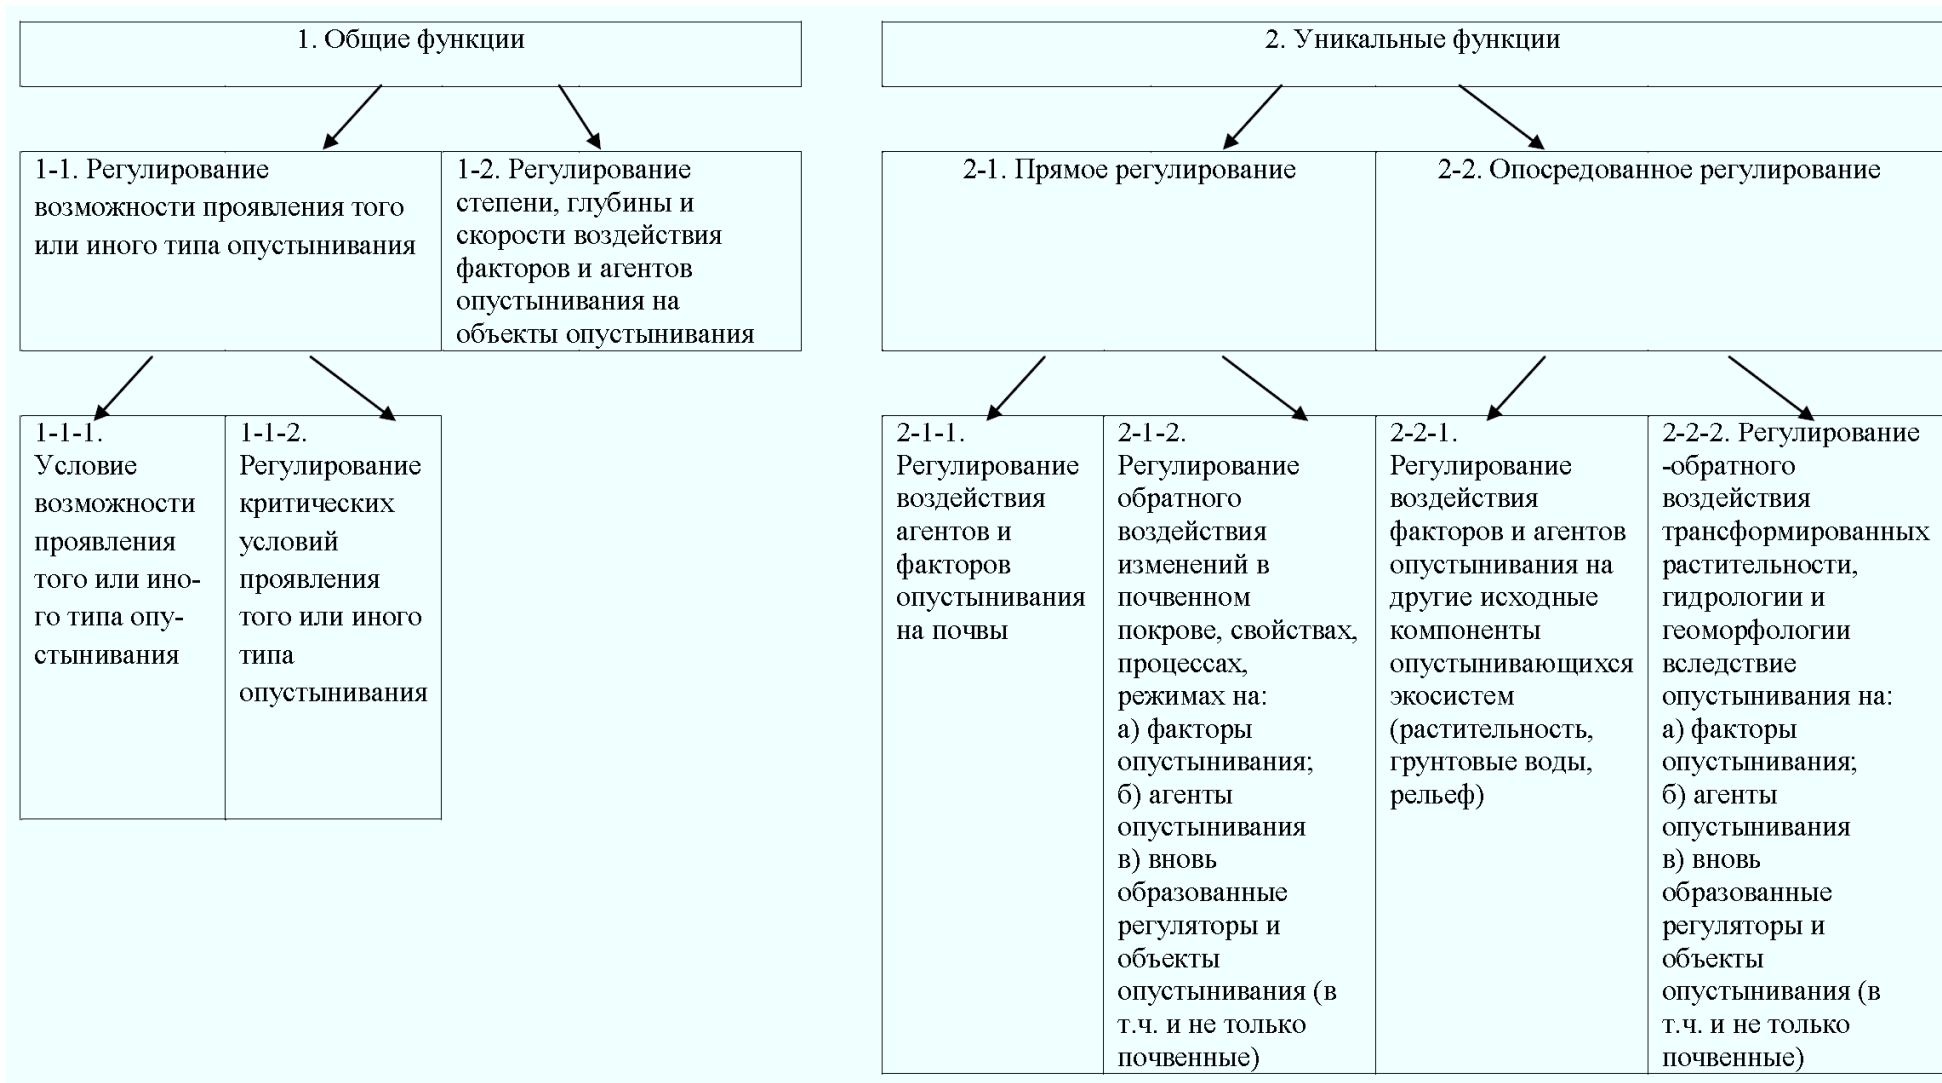 1. Общие функции
2. Уникальные функции
1-1. Регулирование
возможности проявления того
или иного типа опустынивания
1-2. Регулирование
степени, глубины и
скорости воздействия
факторов и агентов
опустынивания на
объекты опустынивания
2-1. Прямое регулирование
2-2. Опосредованное регулирование
1-1-1.
Условие
возможности
проявления
того или ино-
го типа опу-
стынивания
1-1-2.
Регулирование
критических
условий
проявления
того или иного
типа
опустынивания
2-1-1.
Регулирование
воздействия
агентов и
факторов
опустынивания
на почвы
2-1-2.
Регулирование
обратного
воздействия
изменений в
почвенном
покрове, свойствах,
процессах,
режимах на:
а) факторы
опустынивания;
б) агенты
опустынивания
в) вновь
образованные
регуляторы и
объекты
опустынивания (в
т.ч. и не только
почвенные)
2-2-1.
Регулирование
воздействия
факторов и агентов
опустынивания на
другие исходные
компоненты
опустынивающихся
экосистем
(растительность,
грунтовые воды,
рельеф)
2-2-2. Регулирование
-обратного
воздействия
трансформированных
растительности,
гидрологии и
геоморфологии
вследствие
опустынивания на:
а) факторы
опустынивания;
б) агенты
опустынивания
в) вновь
образованные
регуляторы и
объекты
опустынивания (в
т.ч. и не только
почвенные)